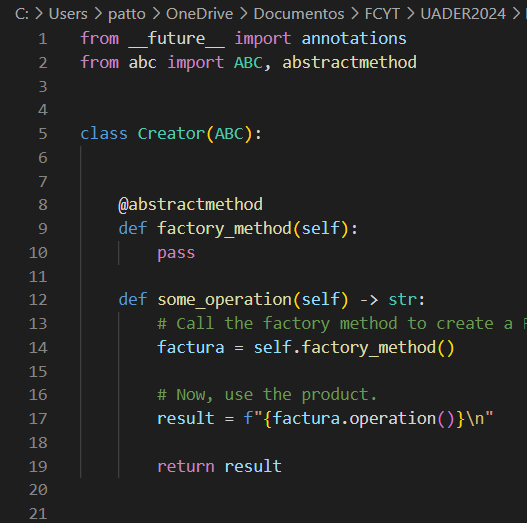 C: > Users > patto > OneDrive > Documentos > FCYT > UADER2024 >
1 from __future__ import annotations
2 from abc import ABC, abstractmethod
3
4
5 class Creator(ABC):
6
7
8 @abstractmethod
9 def factory_method(self):
10 pass
11
12 def some_operation(self) -> str:
13 # Call the factory method to create a
14 factura = self.factory_method()
15
16 # Now, use the product.
17 result = f"{factura.operation()}\n"
18
19 return result
20
21